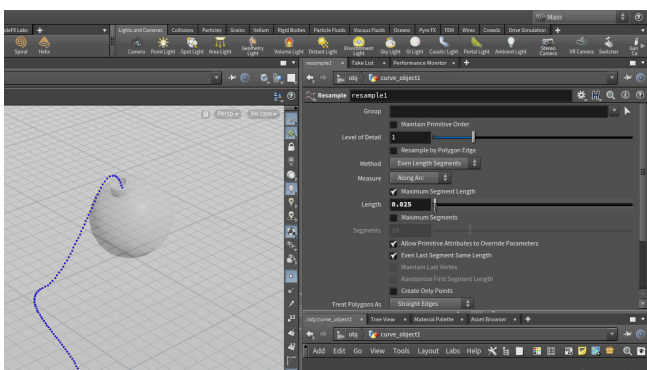 Main
deFX Labs + Lights and Cameras Collisions Particles Grains Vellum Rigid Bodies Particle Fluids Viscous Fluids Oceans Pyro FX FEM Wires Crowds Drive Simulation +
Spiral Helix Camera Point Light Spot Light Area Light Geometry Light Volume Light Distant Light Environment Light Sky Light GI Light Caustic Light Portal Light Ambient Light Stereo Camera VR Camera Switcher
resample1 × Take List × Performance Monitor × +
obj curve_object1
Resample resample1
Group
Persp No cam
Maintain Primitive Order
Level of Detail 1
Resample by Polygon Edge
Method Even Length Segments
Measure Along Arc
Maximum Segment Length
Length 0.025
Maximum Segments
Segments 10
Allow Primitive Attributes to Override Parameters
Even Last Segment Same Length
Maintain Last Vertex
Randomize First Segment Length
Create Only Points
Treat Polygons As Straight Edges
/obj/curve_object1 × Tree View × Material Palette × Asset Browser × +
obj curve_object1
Add Edit Go View Tools Layout Labs Help